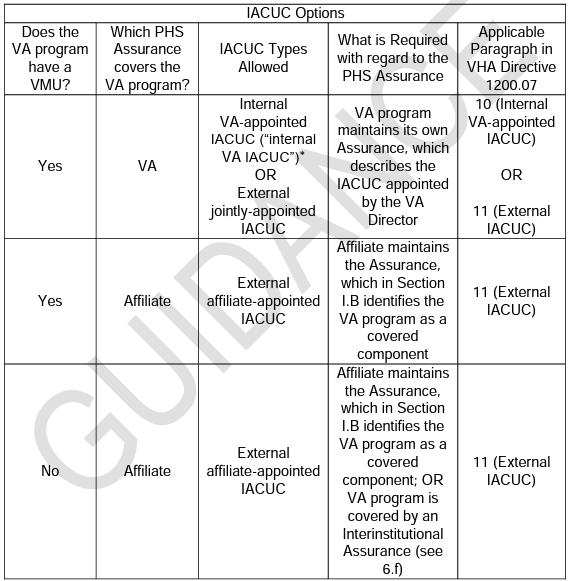 IACUC Options
Does the
VA program
have a
VMU?
Which PHS
Assurance
covers the
VA program?
IACUC Types
Allowed
What is Required
with regard to the
PHS Assurance
Applicable
Paragraph in
VHA Directive
1200.07
Yes
VA
Internal
VA-appointed
IACUC (“internal
VA IACUC”)*
OR
External
jointly-appointed
IACUC
VA program
maintains its own
Assurance, which
describes the
IACUC appointed
by the VA
Director
10 (Internal
VA-appointed
IACUC)
OR
11 (External
IACUC)
Yes
Affiliate
External
affiliate-appointed
IACUC
Affiliate maintains
the Assurance,
which in Section
I.B identifies the
VA program as a
covered
component
11 (External
IACUC)
No
Affiliate
External
affiliate-appointed
IACUC
Affiliate maintains
the Assurance,
which in Section
I.B identifies the
VA program as a
covered
component; OR
VA program is
covered by an
Interinstitutional
Assurance (see
6.f)
11 (External
IACUC)
GUIDANCE